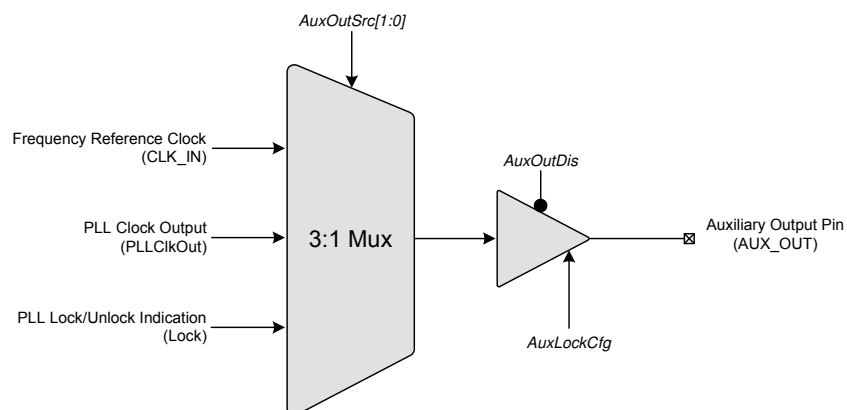 AuxOutSrc[1:0]
Frequency Reference Clock
(CLK_IN)
AuxOutDis
PLL Clock Output
(PLLClkOut)
3:1 Mux
Auxiliary Output Pin
(AUX_OUT)
PLL Lock/Unlock Indication
(Lock)
AuxLockCfg